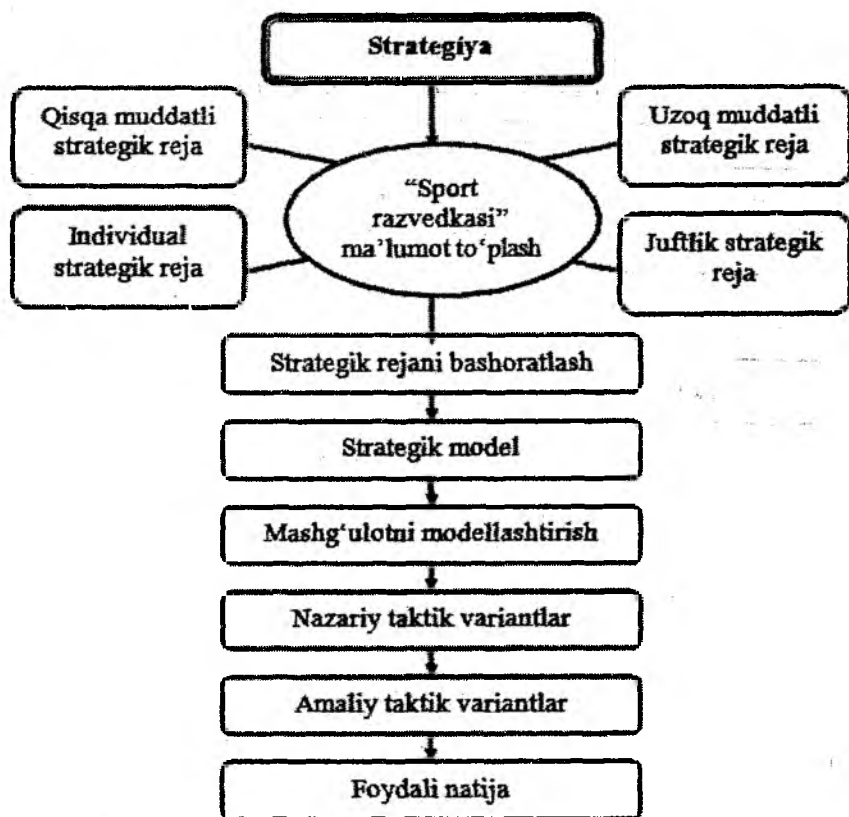 Strategiya
Qisqa muddatli
strategik reja
Uzoq muddatli
strategik reja
“Sport
razvedkasi”
ma’lumot to‘plash
Individual
strategik reja
Juftlik strategik
reja
Strategik rejani bashoratlash
Strategik model
Mashg‘ulotni modellashtirish
Nazariy taktik variantlar
Amaliy taktik variantlar
Foydali natija